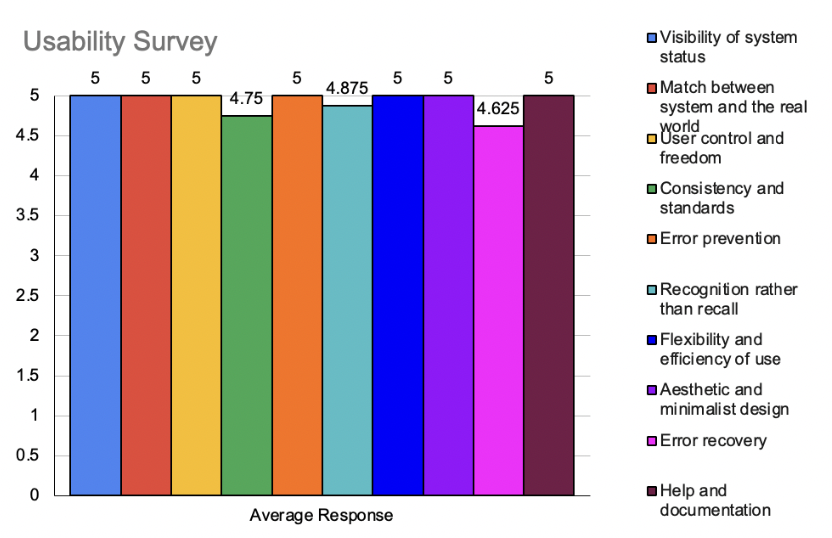 Usability Survey
5
5
5
4.75
5
4.875
5
5
4.625
5
5
4.5
4
3.5
3
2.5
2
1.5
1
0.5
0
Average Response
Visibility of system
status
Match between
system and the real
world
User control and
freedom
Consistency and
standards
Error prevention
Recognition rather
than recall
Flexibility and
efficiency of use
Aesthetic and
minimalist design
Error recovery
Help and
documentation